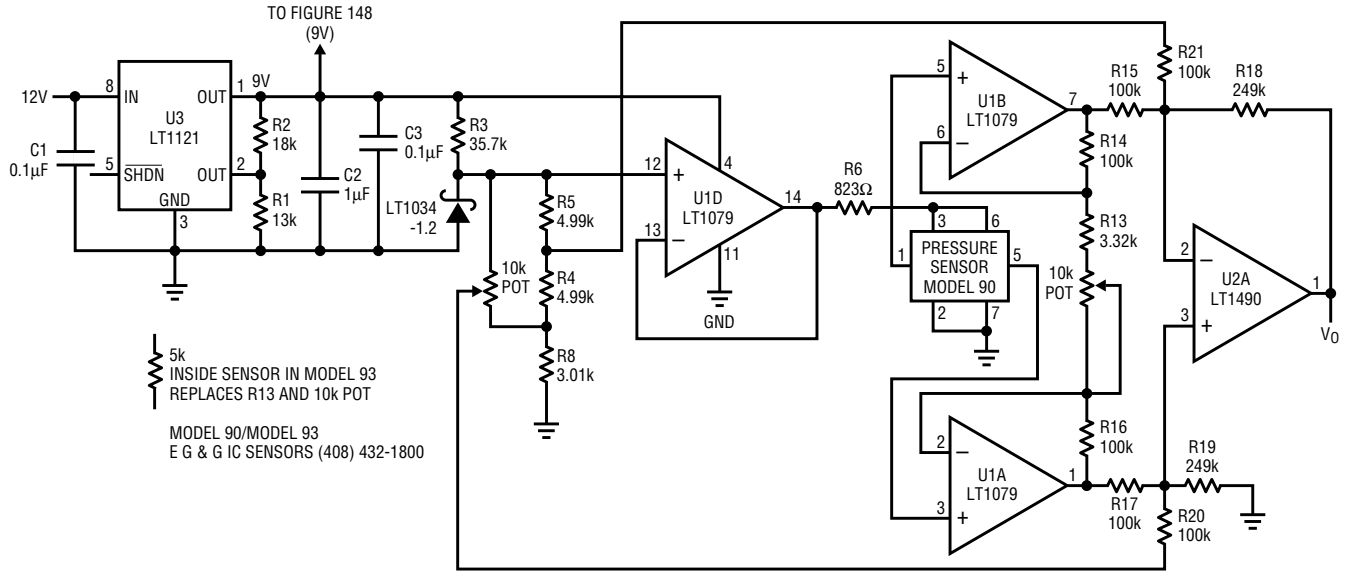 TO FIGURE 148
(9V)
12V
8
IN
OUT
1
9V
U3
LT1121
C1
0.1µF
5
SHDN
OUT
2
GND
3
R2
18k
R1
13k
C2
1µF
C3
0.1µF
R3
35.7k
LT1034
-1.2
10k
POT
R5
4.99k
R4
4.99k
R8
3.01k
12
+
4
U1D
LT1079
14
13
–
11
GND
R6
823Ω
3
6
1
PRESSURE
SENSOR
MODEL 90
5
2
7
5
+
U1B
LT1079
7
6
–
R15
100k
R14
100k
R13
3.32k
10k
POT
R21
100k
R18
249k
2
–
U2A
LT1490
1
3
+
VO
2
–
U1A
LT1079
1
3
+
R16
100k
R17
100k
R19
249k
R20
100k
5k
INSIDE SENSOR IN MODEL 93
REPLACES R13 AND 10k POT
MODEL 90/MODEL 93
E G & G IC SENSORS (408) 432-1800